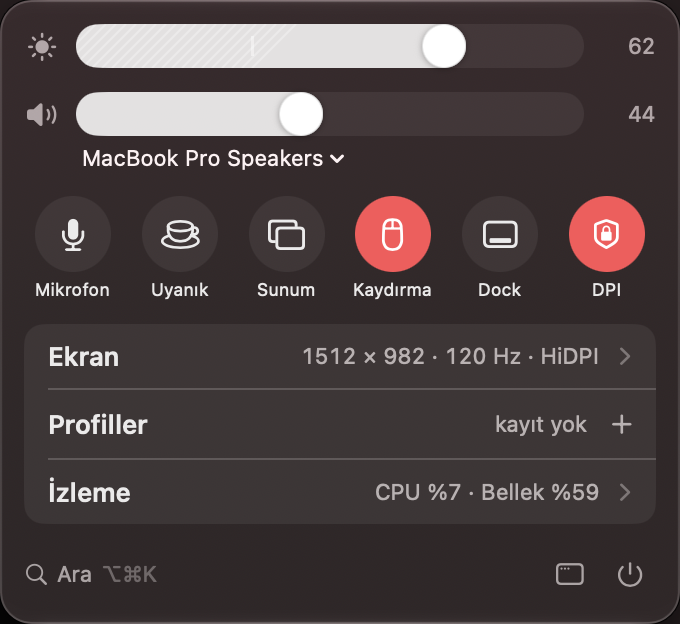 62
44
MacBook Pro Speakers
Mikrofon Uyanık Sunum Kaydırma Dock DPI
Ekran 1512 × 982 · 120 Hz · HiDPI
Profiller kayıt yok
İzleme CPU %7 · Bellek %59
Ara ⌥⌘K